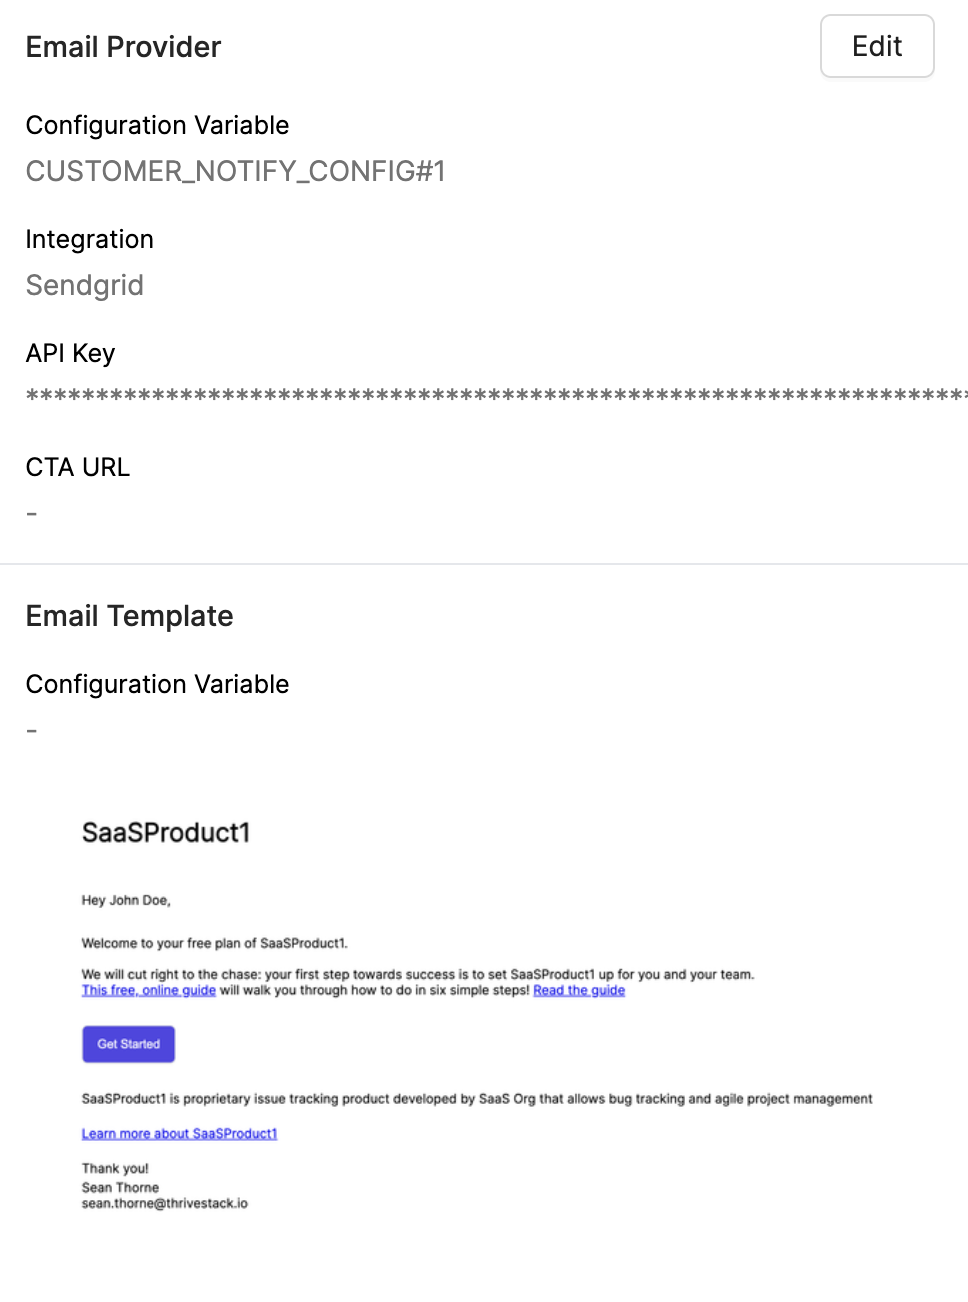 Email Provider
Edit
Configuration Variable
CUSTOMER_NOTIFY_CONFIG#1
Integration
Sendgrid
API Key
********************************************************************
CTA URL
-
Email Template
Configuration Variable
-
SaaSProduct1
Hey John Doe,
Welcome to your free plan of SaaSProduct1.
We will cut right to the chase: your first step towards success is to set SaaSProduct1 up for you and your team.
This free, online guide will walk you through how to do in six simple steps! Read the guide
Get Started
SaaSProduct1 is proprietary issue tracking product developed by SaaS Org that allows bug tracking and agile project management
Learn more about SaaSProduct1
Thank you!
Sean Thorne
sean.thorne@thrivestack.io